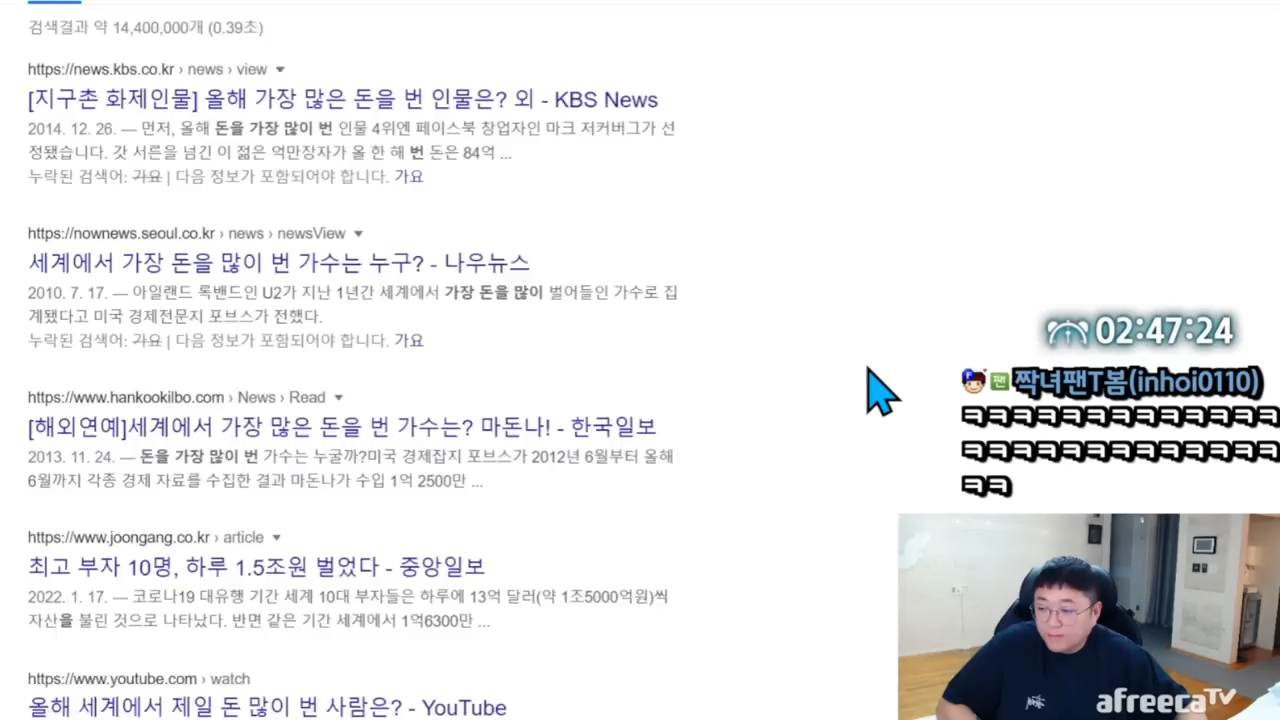 검색결과 약 14,400,000개 (0.39초)
https://news.kbs.co.kr › news › view
[지구촌 화제인물] 올해 가장 많은 돈을 번 인물은? 외 - KBS News
2014. 12. 26. — 먼저, 올해 돈을 가장 많이 번 인물 4위엔 페이스북 창업자인 마크 저커버그가 선
정됐습니다. 갓 서른을 넘긴 이 젊은 억만장자가 올 한 해 번 돈은 84억 ...
누락된 검색어: 가요 | 다음 정보가 포함되어야 합니다. 가요
https://nownews.seoul.co.kr › news › newsView
세계에서 가장 돈을 많이 번 가수는 누구? - 나우뉴스
2010. 7. 17. — 아일랜드 록밴드인 U2가 지난 1년간 세계에서 가장 돈을 많이 벌어들인 가수로 집
계됐다고 미국 경제전문지 포브스가 전했다.
누락된 검색어: 가요 | 다음 정보가 포함되어야 합니다. 가요
https://www.hankookilbo.com › News › Read
[해외연예]세계에서 가장 많은 돈을 번 가수는? 마돈나! - 한국일보
2013. 11. 24. — 돈을 가장 많이 번 가수는 누굴까?미국 경제잡지 포브스가 2012년 6월부터 올해
6월까지 각종 경제 자료를 수집한 결과 마돈나가 수입 1억 2500만 ...
https://www.joongang.co.kr › article
최고 부자 10명, 하루 1.5조원 벌었다 - 중앙일보
2022. 1. 17. — 코로나19 대유행 기간 세계 10대 부자들은 하루에 13억 달러(약 1조5000억원)씩
자산을 불린 것으로 나타났다. 반면 같은 기간 세계에서 1억6300만 ...
https://www.youtube.com › watch
올해 세계에서 제일 돈 많이 번 사람은? - YouTube
02:47:24
팬 짝녀팬T봄(inhoi0110)
ㅋㅋㅋㅋㅋㅋㅋㅋㅋㅋㅋㅋㅋ
ㅋㅋㅋㅋㅋㅋㅋㅋㅋㅋㅋㅋㅋ
ㅋㅋ
afreecaTV